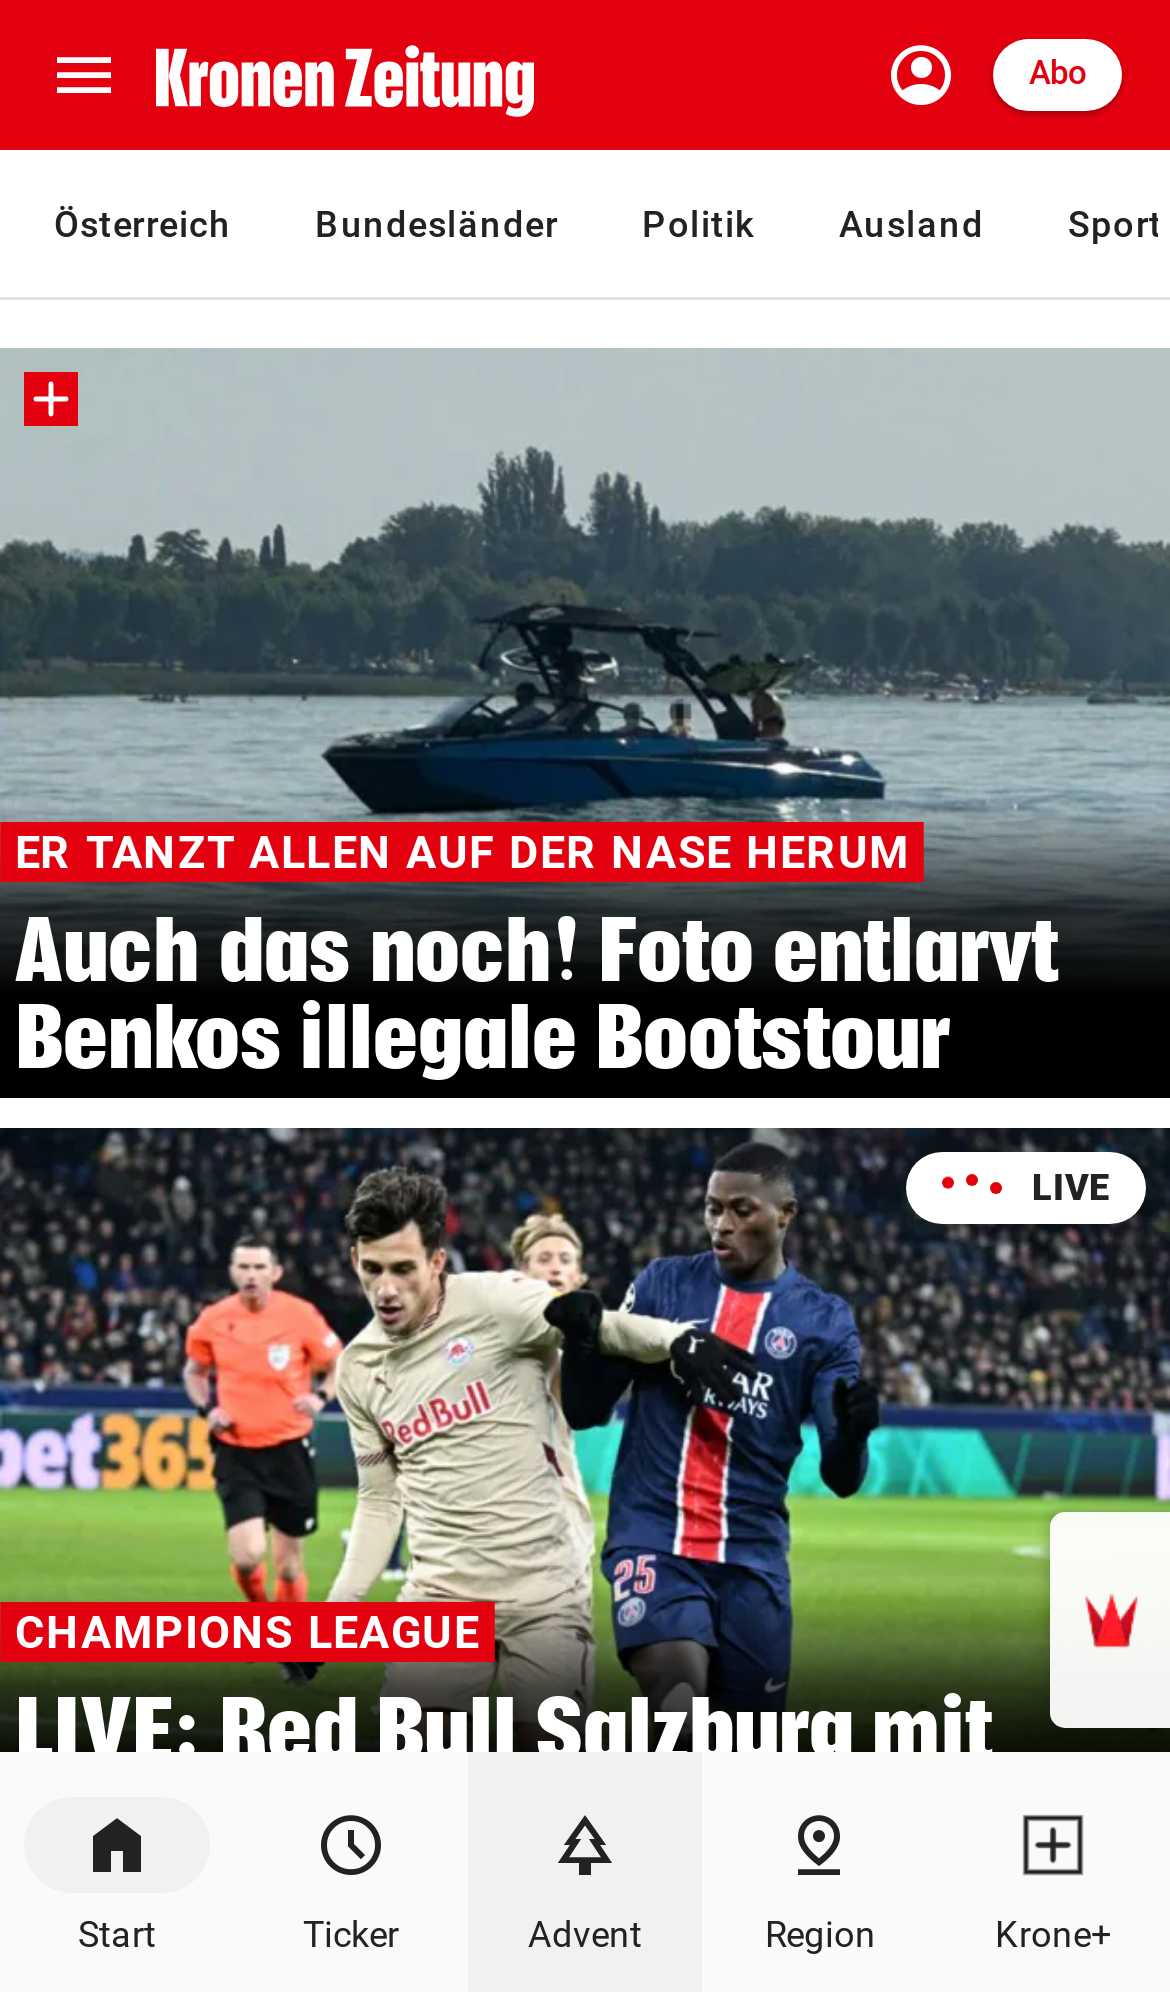 Kronen Zeitung
Abo
Österreich Bundesländer Politik Ausland Sport
ER TANZT ALLEN AUF DER NASE HERUM
Auch das noch! Foto entlarvt
Benkos illegale Bootstour
LIVE
RedBull
bet365
25
CHAMPIONS LEAGUE
LIVE: Red Bull Salzburg mit
Start Ticker Advent Region Krone+